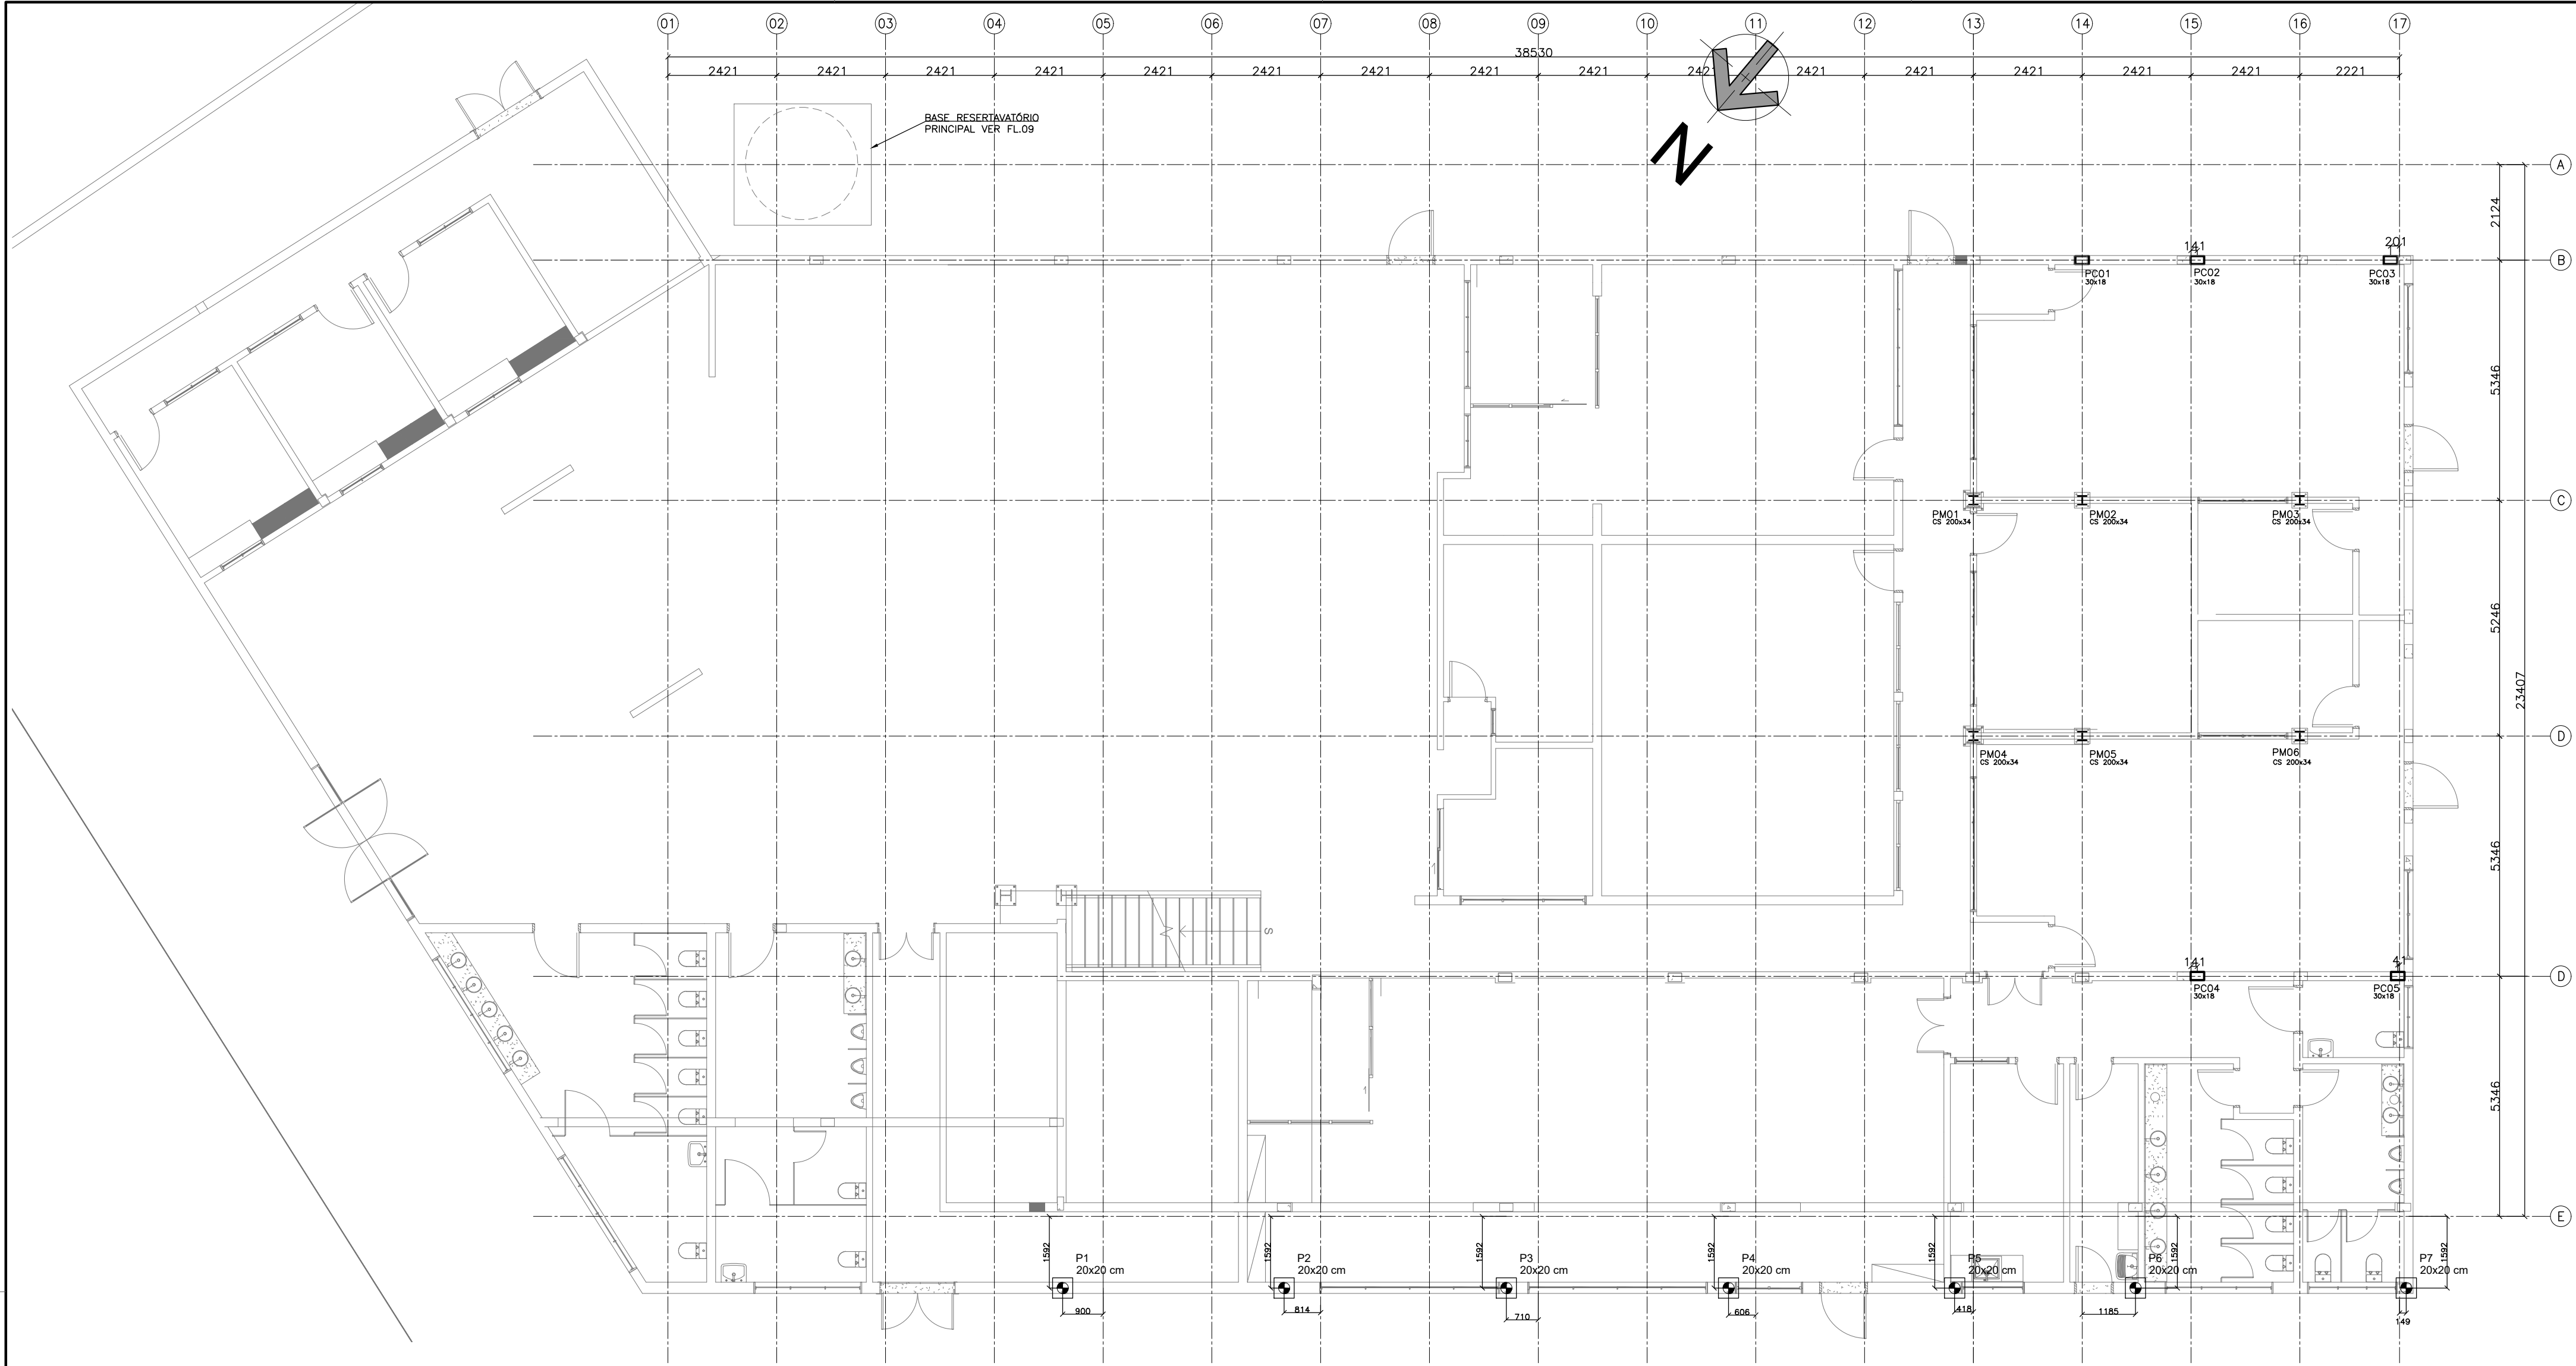 01 02 03 04 05 06 07 08 09 10 11 12 13 14 15 16 17
38530
2421 2421 2421 2421 2421 2421 2421 2421 2421 2421 2421 2421 2421 2421 2421 2221
BASE RESERTAVATÓRIO
PRINCIPAL VER FL.09
N
A
2124
141 201
B
PC01 PC02 PC03
30x18 30x18 30x18
5346
C
PM01 PM02 PM03
CS 200x34 CS 200x34 CS 200x34
5246
23407
D
PM04 PM05 PM06
CS 200x34 CS 200x34 CS 200x34
5346
S
141 41
D
PC04 PC05
30x18 30x18
5346
E
1592 1592 1592 1592 1592 1592 1592
P1 P2 P3 P4 P5 P6 P7
20x20 cm 20x20 cm 20x20 cm 20x20 cm 20x20 cm 20x20 cm 20x20 cm
900 814 710 606 418 1185 149